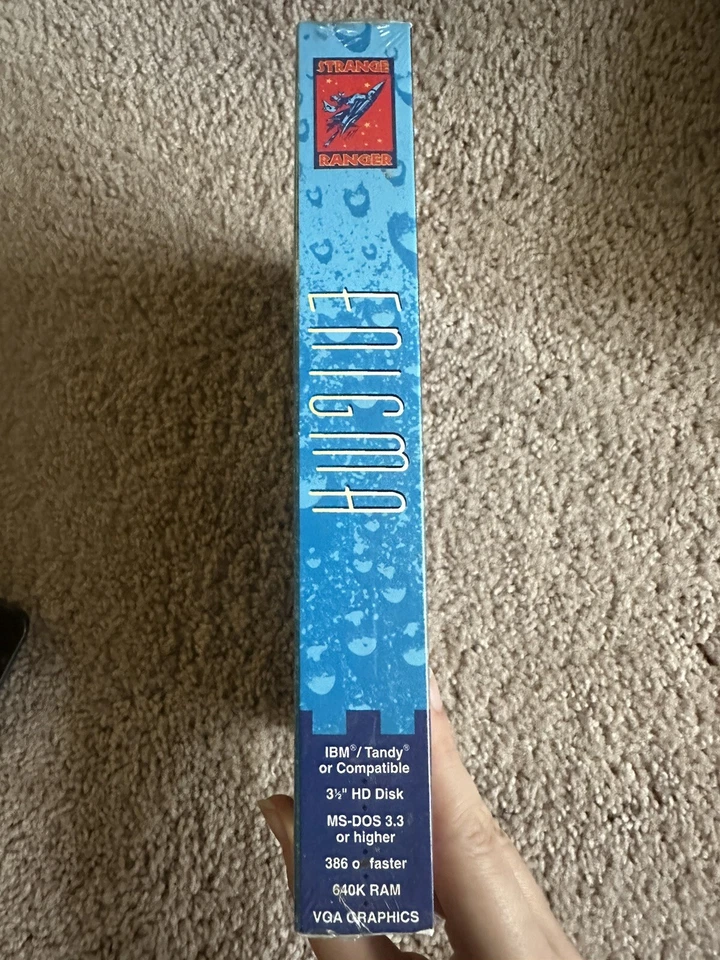 STRANGE
RANGER
ENIGMA
IBM®/Tandy®
or Compatible
3½" HD Disk
MS-DOS 3.3
or higher
386 o faster
640K RAM
VGA GRAPHICS